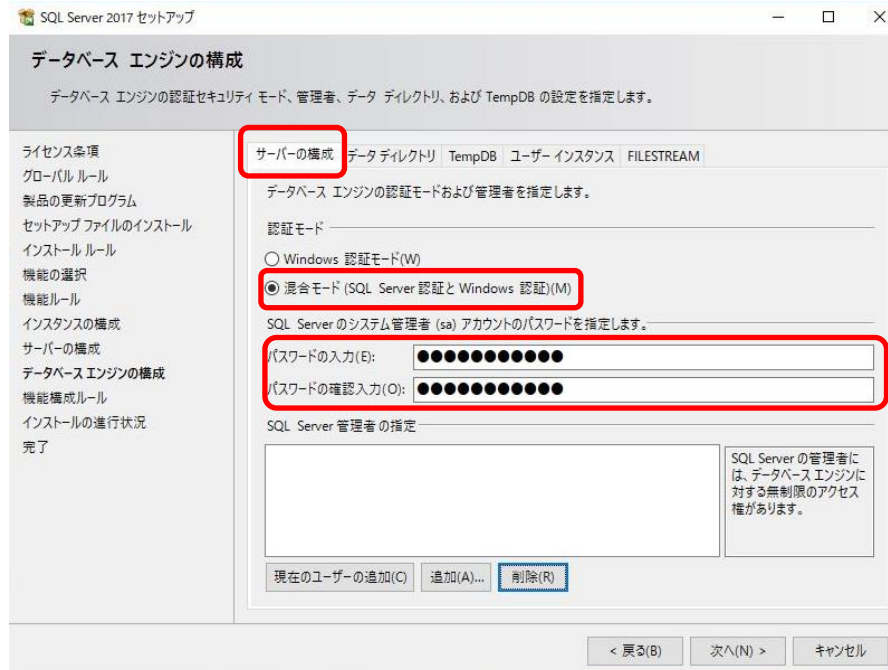 SQL Server 2017 セットアップ
データベース エンジンの構成
データベース エンジンの認証セキュリティ モード、管理者、データ ディレクトリ、および TempDB の設定を指定します。
ライセンス条項
グローバル ルール
製品の更新プログラム
セットアップ ファイルのインストール
インストール ルール
機能の選択
機能ルール
インスタンスの構成
サーバーの構成
データベース エンジンの構成
機能構成ルール
インストールの進行状況
完了
サーバーの構成 データ ディレクトリ TempDB ユーザー インスタンス FILESTREAM
データベース エンジンの認証モードおよび管理者を指定します。
認証モード
Windows 認証モード(W)
混合モード (SQL Server 認証と Windows 認証)(M)
SQL Server のシステム管理者 (sa) アカウントのパスワードを指定します。
パスワードの入力(E): ●●●●●●●●●●●
パスワードの確認入力(O): ●●●●●●●●●●●
SQL Server 管理者の指定
SQL Server の管理者に
は、データベース エンジンに
対する無制限のアクセス
権があります。
現在のユーザーの追加(C) 追加(A)... 削除(R)
< 戻る(B) 次へ(N) > キャンセル